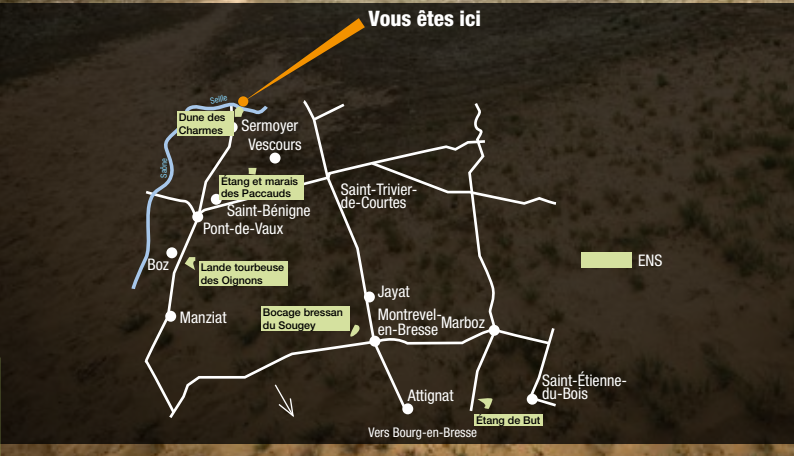 Vous êtes ici
Seille
Dune des
Charmes
Sermoyer
Vescours
Saône
Étang et marais
des Paccauds
Saint-Trivier-
de-Courtes
Saint-Bénigne
Pont-de-Vaux
Boz
Lande tourbeuse
des Oignons
ENS
Jayat
Manziat
Bocage bressan
du Sougey
Montrevel-
en-Bresse
Marboz
Saint-Étienne-
du-Bois
Attignat
Étang de But
Vers Bourg-en-Bresse